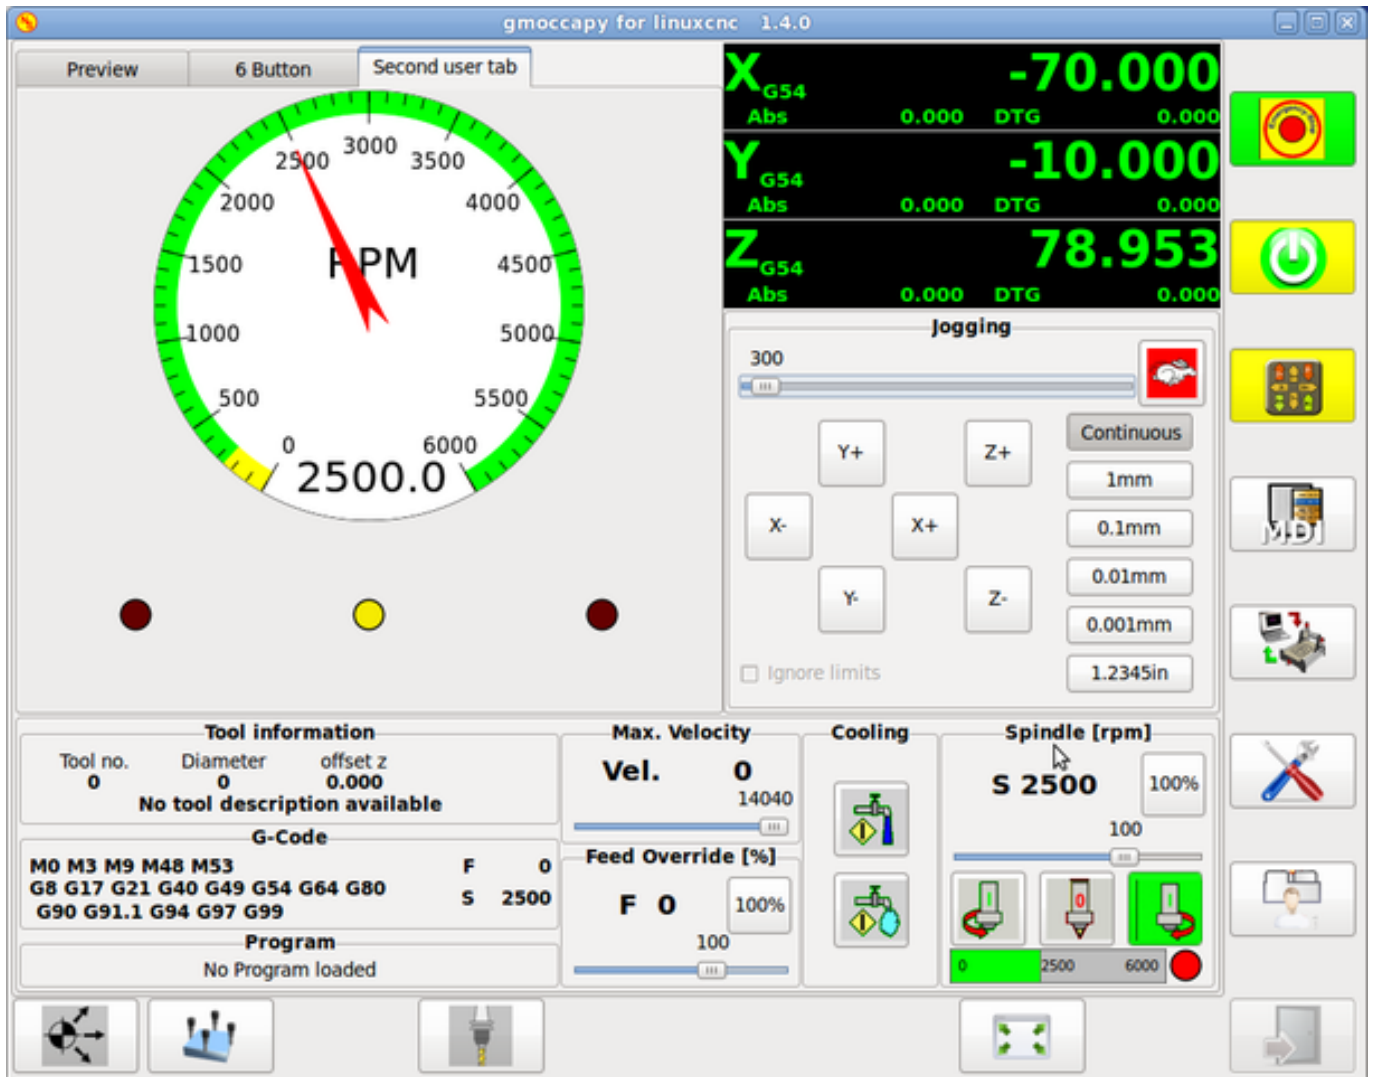 gmoccapy for linuxcnc 1.4.0
Preview
6 Button
Second user tab
3000
2500
3500
2000
4000
1500
4500
RPM
1000
5000
500
5500
0
6000
2500.0
X G54 -70.000
Abs 0.000 DTG 0.000
Y G54 -10.000
Abs 0.000 DTG 0.000
Z G54 78.953
Abs 0.000 DTG 0.000
Jogging
300
Continuous
Y+
Z+
1mm
X-
X+
0.1mm
0.01mm
Y-
Z-
0.001mm
Ignore limits
1.2345in
Emergency Stop
MDI
Tool information
Tool no. Diameter offset z
0 0 0.000
No tool description available
G-Code
M0 M3 M9 M48 M53
G8 G17 G21 G40 G49 G54 G64 G80
G90 G91.1 G94 G97 G99
F 0
S 2500
Program
No Program loaded
Max. Velocity
Vel. 0
14040
Feed Override [%]
F 0
100%
100
Cooling
Spindle [rpm]
S 2500
100%
100
0
0 2500 6000